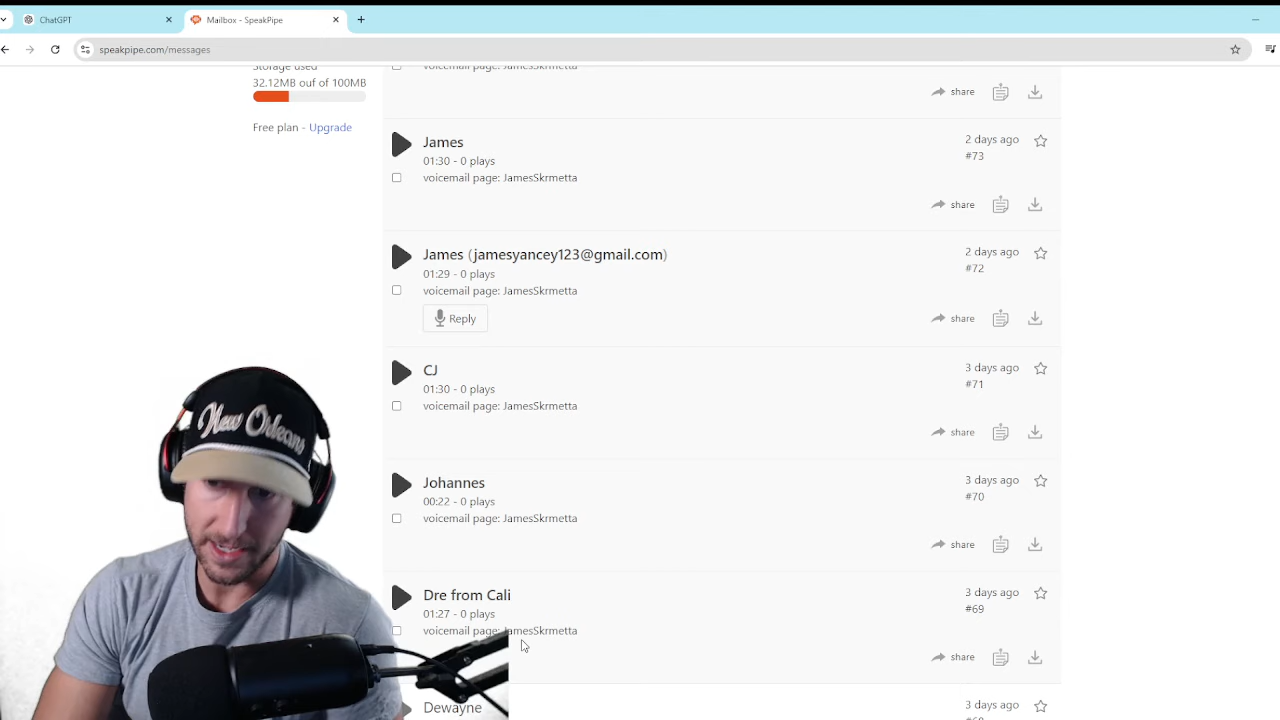 ChatGPT
Mailbox - SpeakPipe
speakpipe.com/messages
Storage used
32.12MB ouf of 100MB
Free plan - Upgrade
voicemail page: JamesSkrmetta
share
James
01:30 - 0 plays
voicemail page: JamesSkrmetta
2 days ago
#73
share
James (jamesyancey123@gmail.com)
01:29 - 0 plays
voicemail page: JamesSkrmetta
Reply
2 days ago
#72
share
CJ
01:30 - 0 plays
voicemail page: JamesSkrmetta
3 days ago
#71
share
Johannes
00:22 - 0 plays
voicemail page: JamesSkrmetta
3 days ago
#70
share
Dre from Cali
01:27 - 0 plays
voicemail page: JamesSkrmetta
3 days ago
#69
share
Dewayne
3 days ago
#68
New Orleans